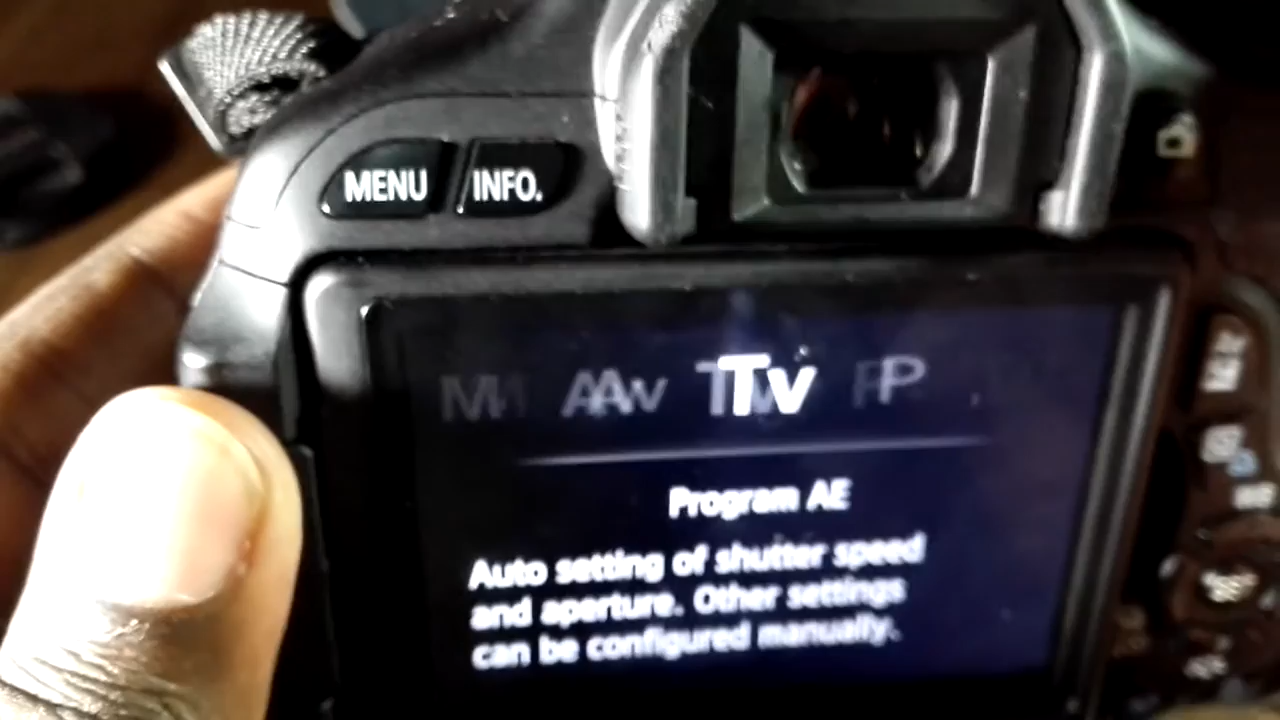 MENU INFO.
M Av Tv P
Program AE
Auto setting of shutter speed
and aperture. Other settings
can be configured manually.